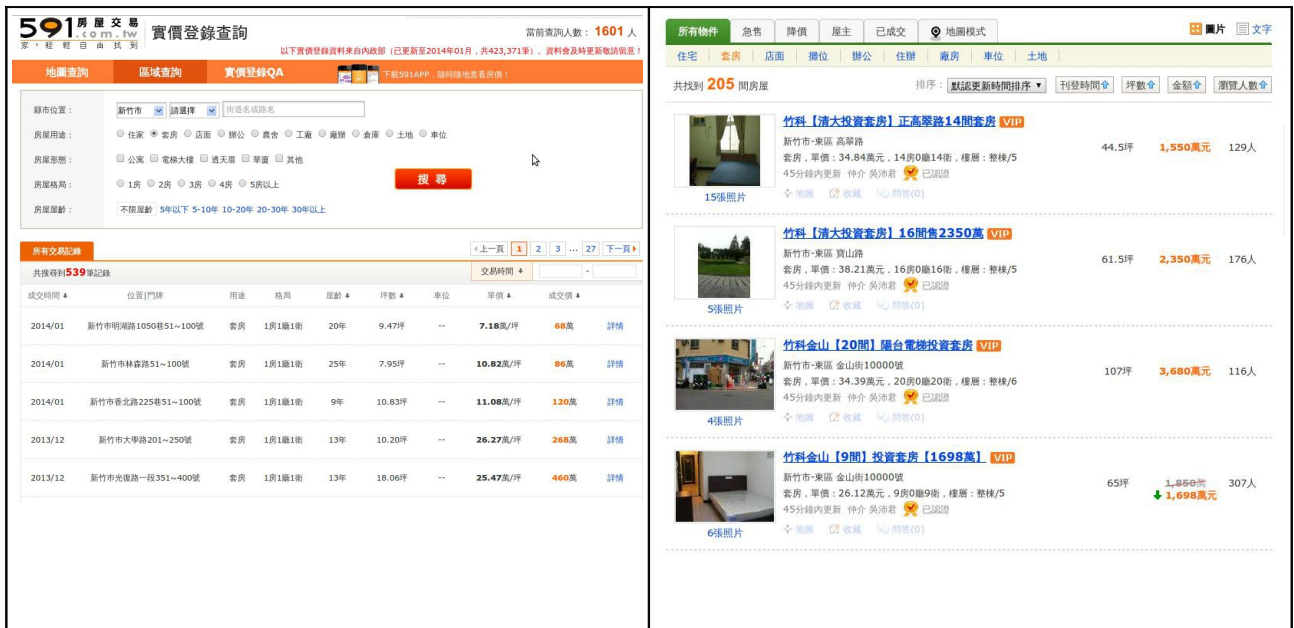 591 房屋交易 .com.tw
家‧輕鬆自由找到
實價登錄查詢
當前查詢人數：1601 人
以下實價登錄資料來自內政部（已更新至2014年01月，共423,371筆）。資料會及時更新敬請留意！
地圖查詢 區域查詢 實價登錄QA 下載591APP，隨時隨地查看房價！
縣市位置： 新竹市 請選擇 街道名或路名
房屋用途： 住家 套房 店面 辦公 農舍 工廠 廠辦 倉庫 土地 車位
房屋形態： 公寓 電梯大樓 透天厝 華廈 其他
房屋格局： 1房 2房 3房 4房 5房以上
搜尋
房屋屋齡： 不限屋齡 5年以下 5-10年 10-20年 20-30年 30年以上
所有交易記錄 上一頁 1 2 3 ... 27 下一頁
共搜尋到539筆記錄 交易時間 -
成交時間 位置|門牌 用途 格局 屋齡 坪數 車位 單價 成交價
2014/01 新竹市明湖路1050巷51~100號 套房 1房1廳1衛 20年 9.47坪 -- 7.18萬/坪 68萬 詳情
2014/01 新竹市林森路51~100號 套房 1房1廳1衛 25年 7.95坪 -- 10.82萬/坪 86萬 詳情
2014/01 新竹市香北路225巷51~100號 套房 1房1廳1衛 9年 10.83坪 -- 11.08萬/坪 120萬 詳情
2013/12 新竹市大學路201~250號 套房 1房1廳1衛 13年 10.20坪 -- 26.27萬/坪 268萬 詳情
2013/12 新竹市光復路一段351~400號 套房 1房1廳1衛 13年 18.06坪 -- 25.47萬/坪 460萬 詳情
所有物件 急售 降價 屋主 已成交 地圖模式 圖片 文字
住宅 套房 店面 攤位 辦公 住辦 廠房 車位 土地
共找到 205 間房屋 排序： 默認更新時間排序 刊登時間 坪數 金額 瀏覽人數
竹科【清大投資套房】正高翠路14間套房 VIP
新竹市-東區 高翠路
套房，單價：34.84萬元，14房0廳14衛，樓層：整棟/5
44.5坪 1,550萬元 129人
45分鐘內更新 仲介 吳沛君 已認證
15張照片 地圖 收藏 問答(0)
竹科【清大投資套房】16間售2350萬 VIP
新竹市-東區 寶山路
套房，單價：38.21萬元，16房0廳16衛，樓層：整棟/5
61.5坪 2,350萬元 176人
45分鐘內更新 仲介 吳沛君 已認證
5張照片 地圖 收藏 問答(0)
竹科金山【20間】陽台電梯投資套房 VIP
新竹市-東區 金山街10000號
套房，單價：34.39萬元，20房0廳20衛，樓層：整棟/6
107坪 3,680萬元 116人
45分鐘內更新 仲介 吳沛君 已認證
4張照片 地圖 收藏 問答(0)
竹科金山【9間】投資套房【1698萬】 VIP
新竹市-東區 金山街10000號
套房，單價：26.12萬元，9房0廳9衛，樓層：整棟/5
65坪 1,850萬 1,698萬元 307人
45分鐘內更新 仲介 吳沛君 已認證
6張照片 地圖 收藏 問答(0)